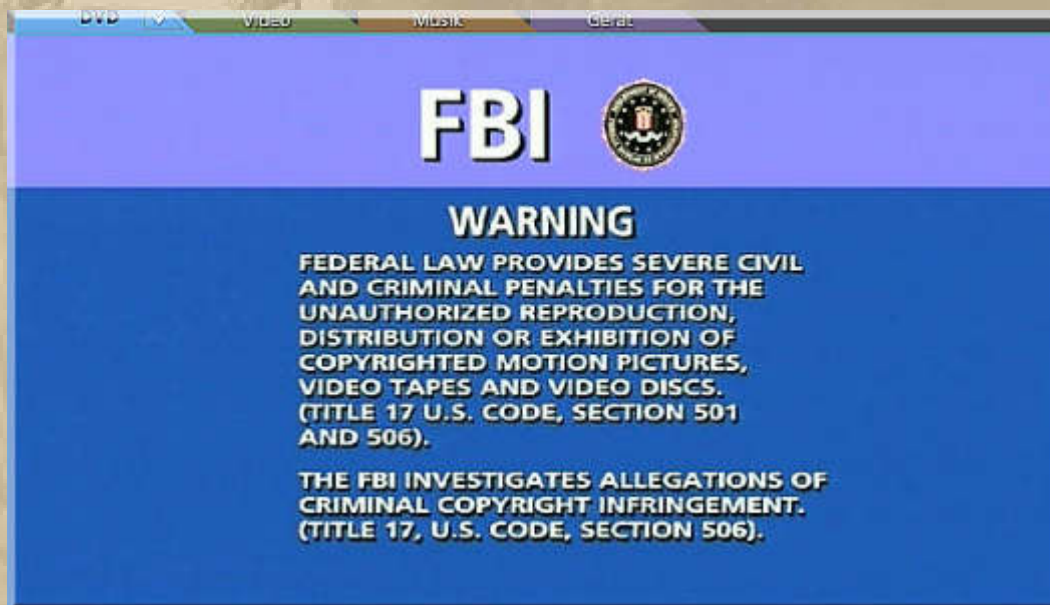 DVD Video Musik Gerät
FBI
WARNING
FEDERAL LAW PROVIDES SEVERE CIVIL
AND CRIMINAL PENALTIES FOR THE
UNAUTHORIZED REPRODUCTION,
DISTRIBUTION OR EXHIBITION OF
COPYRIGHTED MOTION PICTURES,
VIDEO TAPES AND VIDEO DISCS.
(TITLE 17 U.S. CODE, SECTION 501
AND 506).
THE FBI INVESTIGATES ALLEGATIONS OF
CRIMINAL COPYRIGHT INFRINGEMENT.
(TITLE 17, U.S. CODE, SECTION 506).